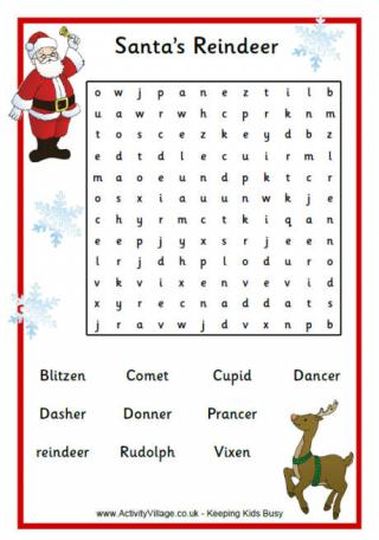 Santa's Reindeer
o w j p a n e z t i l b
u a w r w h c p r k n m
t o s c e z k e y d b z
e d t d l e c u i r m l
m a o e u n d p k t c r
o s x i a u u n w k j e
c h y r m c t k i q a n
e e p j y x s r j e e n
l r j d h p l o d u r o
v k v i x e n v e v i d
x y r e c n a d d a t s
j r a v w j d v x n p b
Blitzen Comet Cupid Dancer
Dasher Donner Prancer
reindeer Rudolph Vixen
www.ActivityVillage.co.uk - Keeping Kids Busy